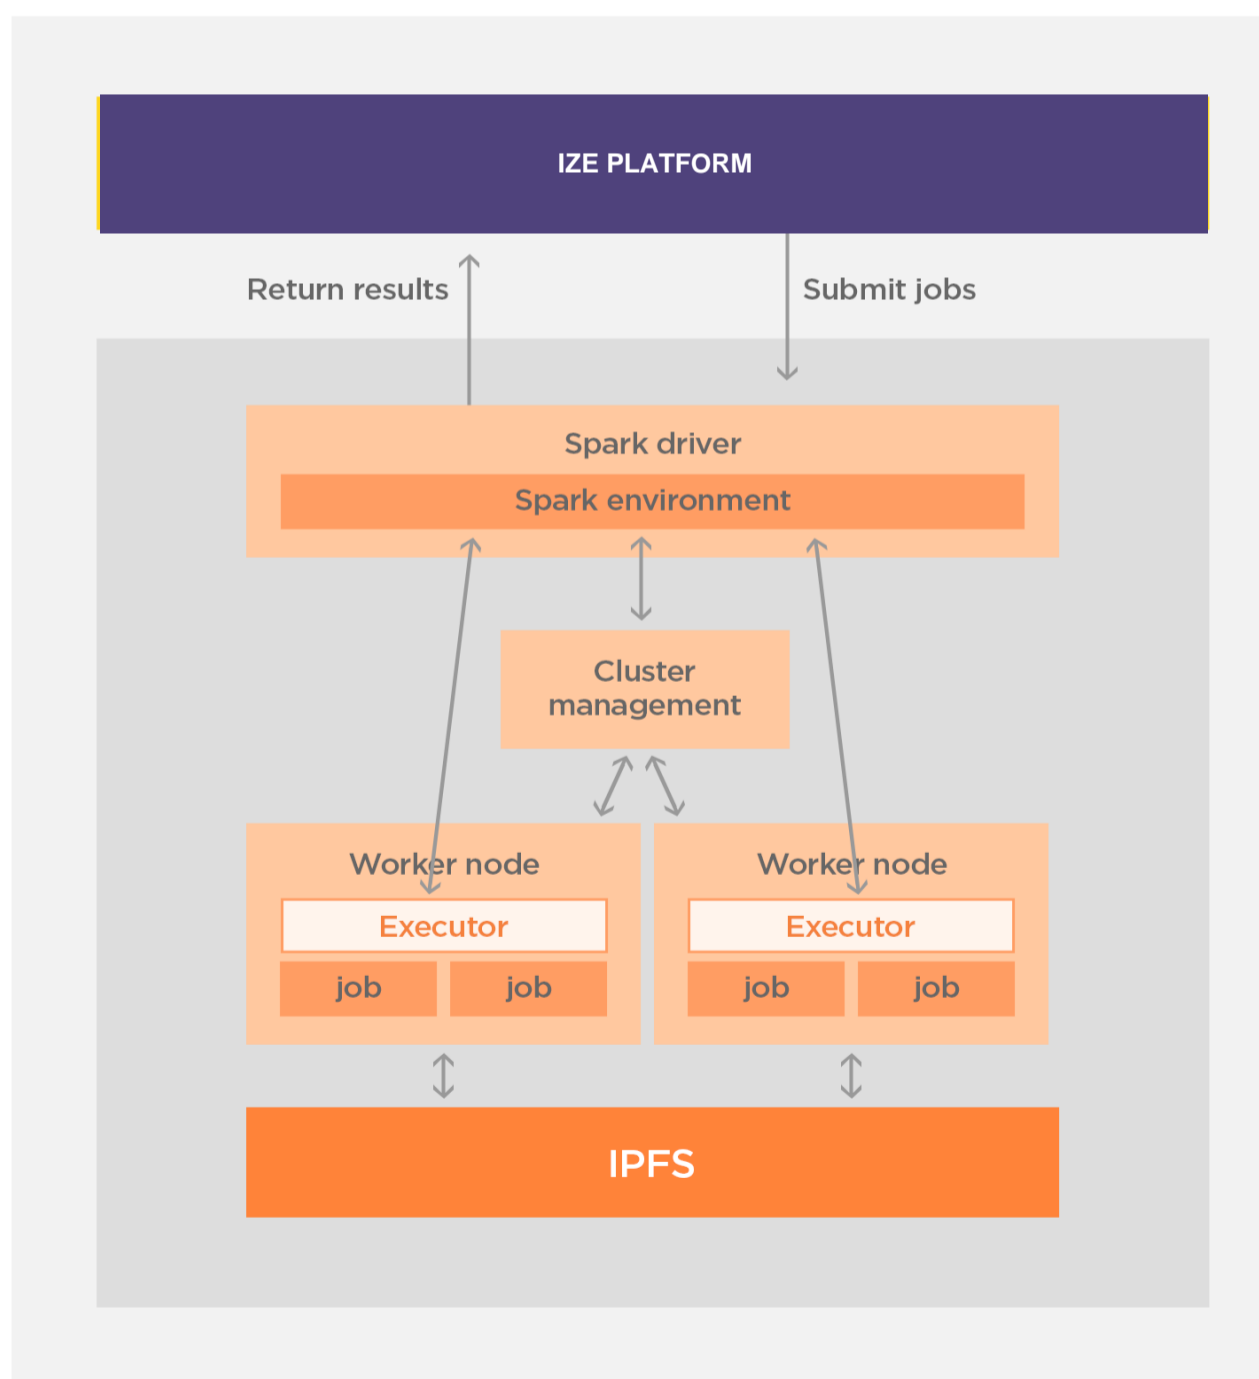 IZE PLATFORM
Return results
Submit jobs
Spark driver
Spark environment
Cluster
management
Worker node
Executor
job
job
Worker node
Executor
job
job
IPFS